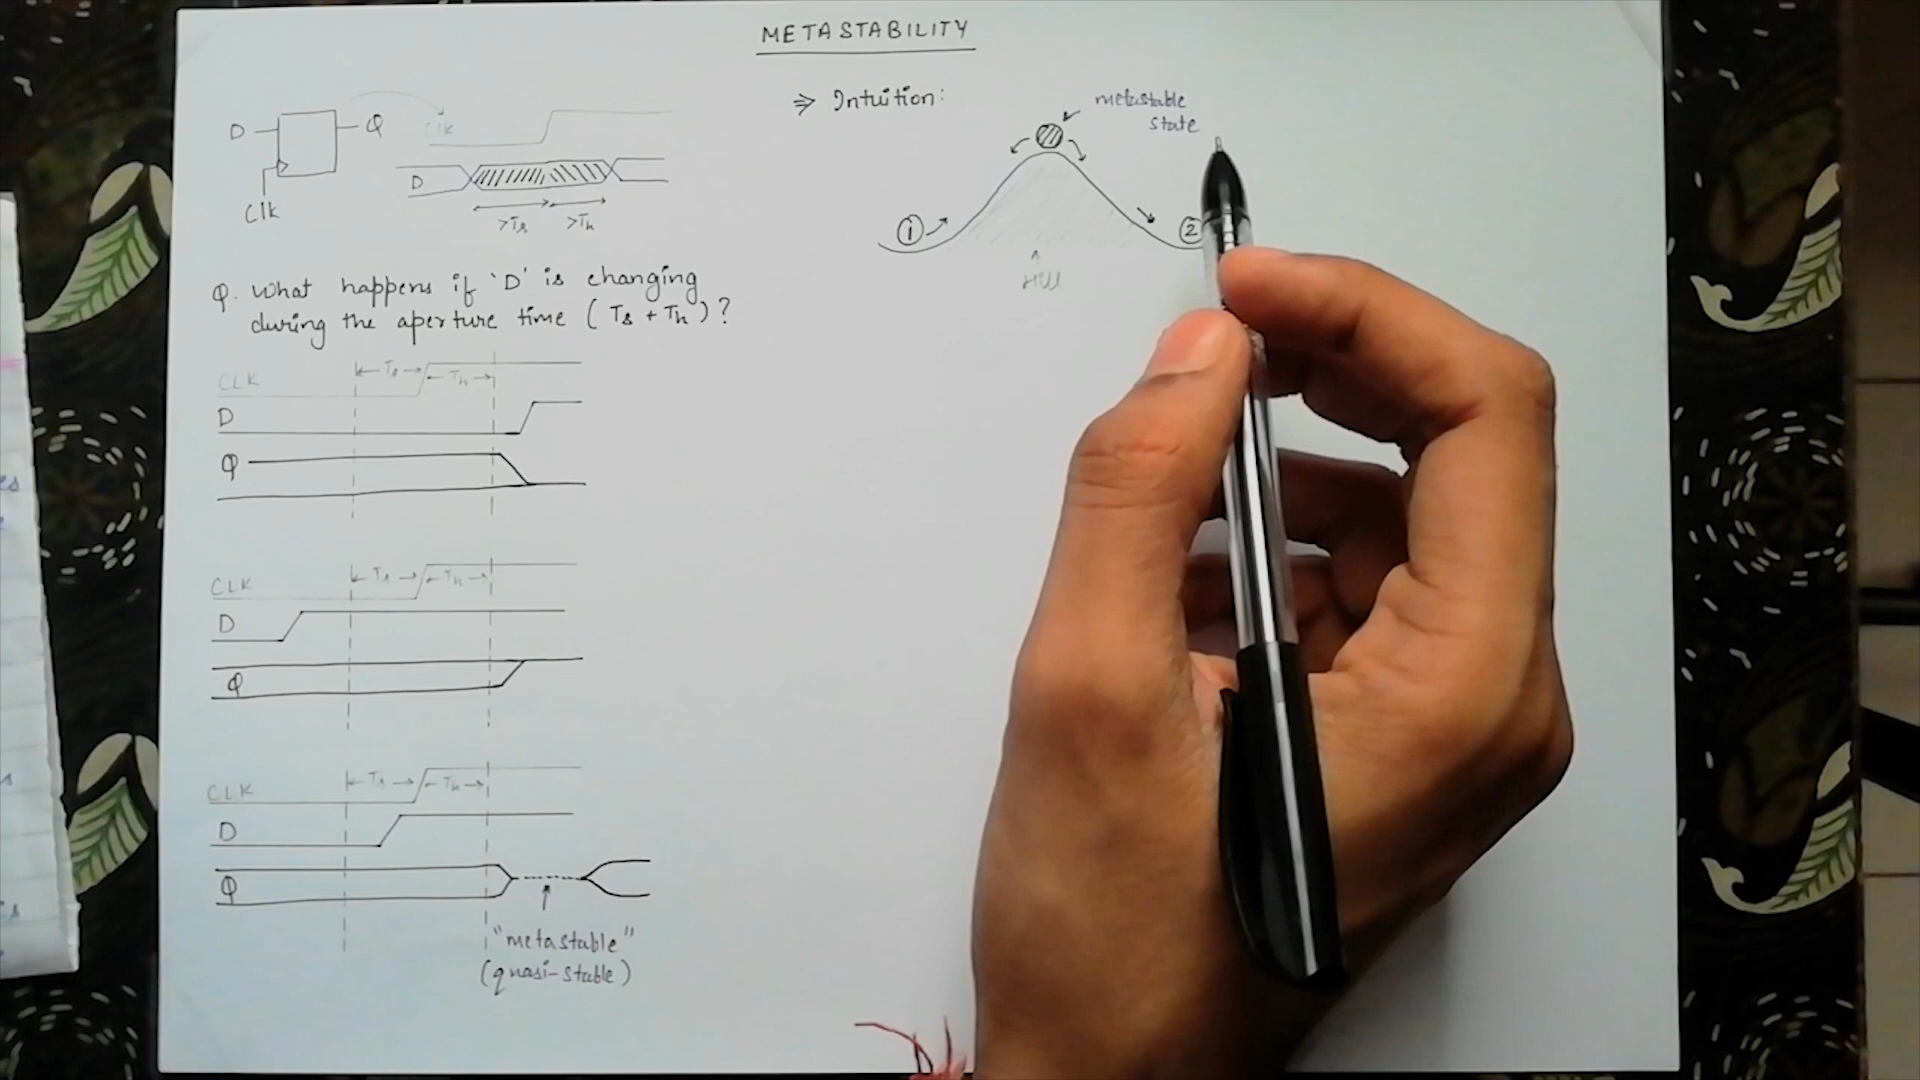 METASTABILITY
D
Q
Clk
Clk
D
>Ts
>Th
Q. What happens if 'D' is changing
during the aperture time (Ts + Th)?
CLK
Ts
Th
D
Q
CLK
Ts
Th
D
Q
CLK
Ts
Th
D
Q
"metastable"
(quasi-stable)
⇒ Intuition:
metastable
state
1
2
Hill